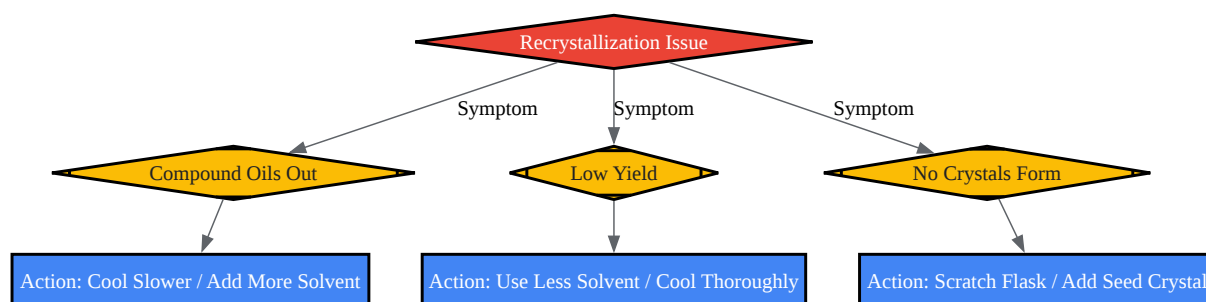 Recrystallization Issue
Symptom
Symptom
Symptom
Compound Oils Out
Low Yield
No Crystals Form
Action: Cool Slower / Add More Solvent
Action: Use Less Solvent / Cool Thoroughly
Action: Scratch Flask / Add Seed Crystal